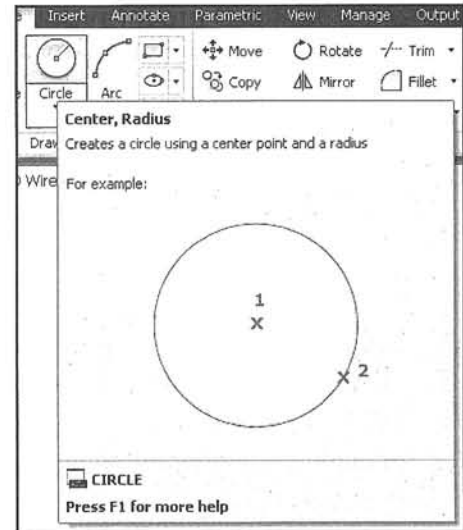 Insert Annotate Parametric View Manage Output
Move Rotate Trim
Circle Arc Copy Mirror Fillet
Center, Radius
Creates a circle using a center point and a radius
For example:
1
2
CIRCLE
Press F1 for more help